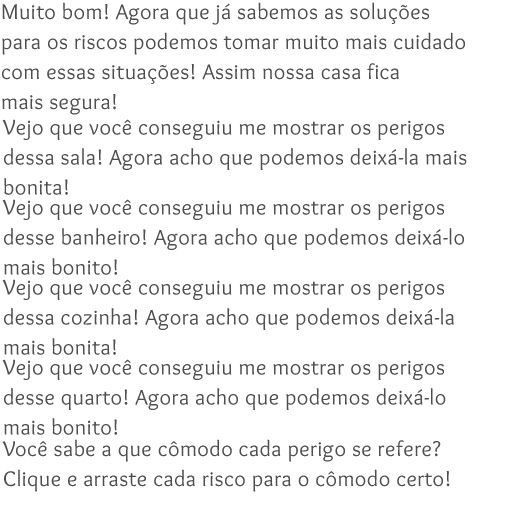 Muito bom! Agora que já sabemos as soluções
para os riscos podemos tomar muito mais cuidado
com essas situações! Assim nossa casa fica
mais segura!
Vejo que você conseguiu me mostrar os perigos
dessa sala! Agora acho que podemos deixá-la mais
bonita!
Vejo que você conseguiu me mostrar os perigos
desse banheiro! Agora acho que podemos deixá-lo
mais bonito!
Vejo que você conseguiu me mostrar os perigos
dessa cozinha! Agora acho que podemos deixá-la
mais bonita!
Vejo que você conseguiu me mostrar os perigos
desse quarto! Agora acho que podemos deixá-lo
mais bonito!
Você sabe a que cômodo cada perigo se refere?
Clique e arraste cada risco para o cômodo certo!